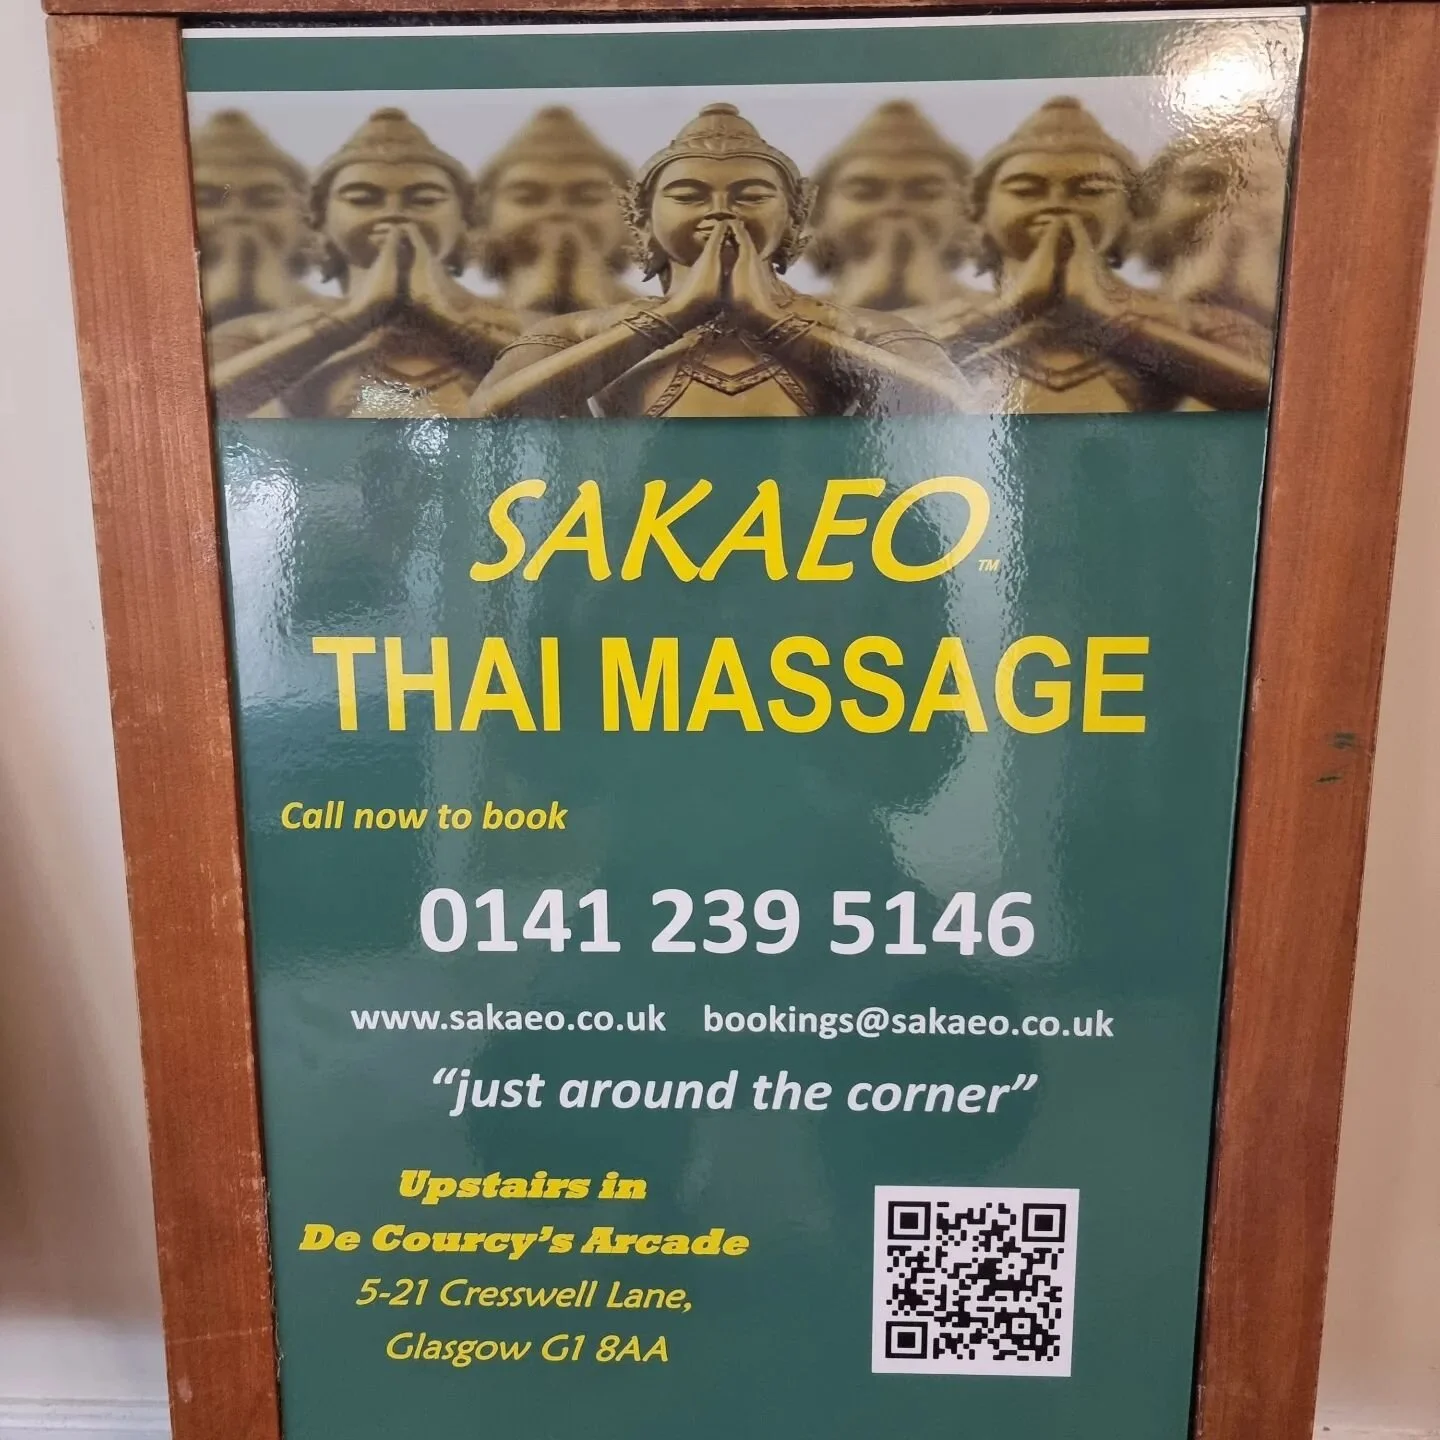 SAKAEO™
THAI MASSAGE
Call now to book
0141 239 5146
www.sakaeo.co.uk bookings@sakaeo.co.uk
“just around the corner”
Upstairs in
De Courcy’s Arcade
5-21 Cresswell Lane,
Glasgow G1 8AA